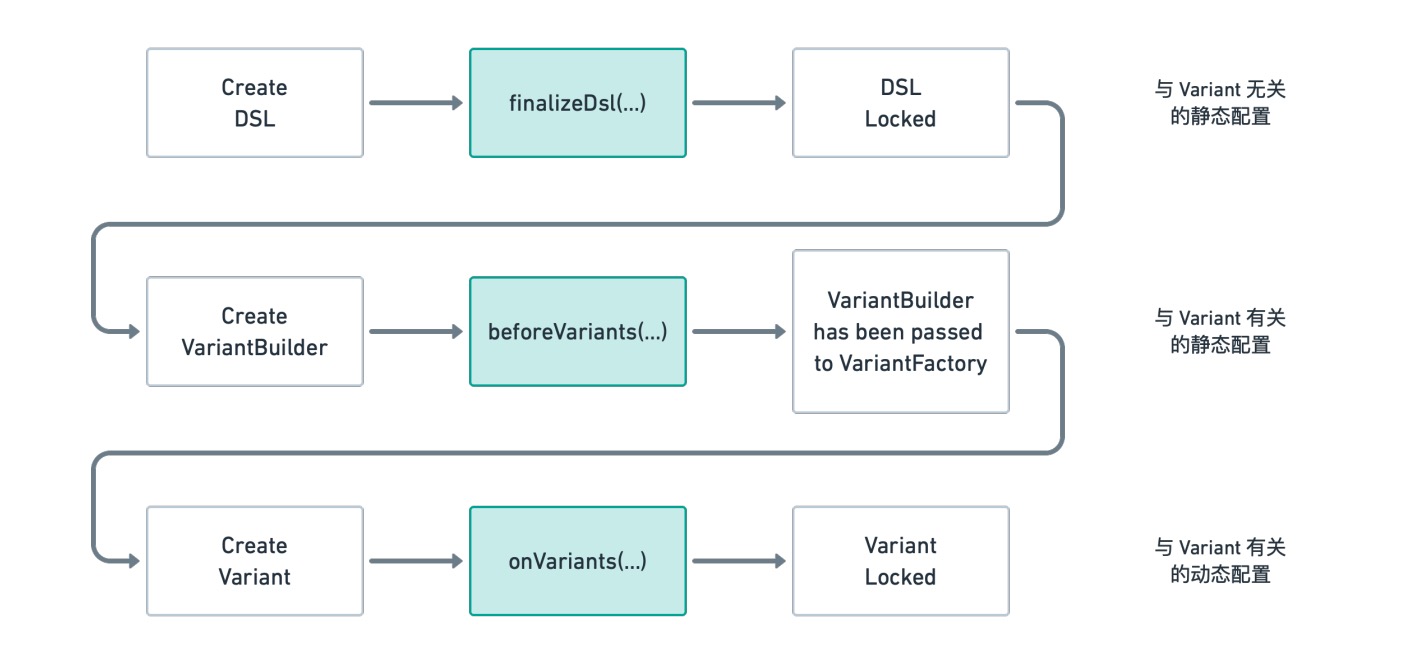 Create
DSL
finalizeDsl(...)
DSL
Locked
与 Variant 无关
的静态配置
Create
VariantBuilder
beforeVariants(...)
VariantBuilder
has been passed
to VariantFactory
与 Variant 有关
的静态配置
Create
Variant
onVariants(...)
Variant
Locked
与 Variant 有关
的动态配置